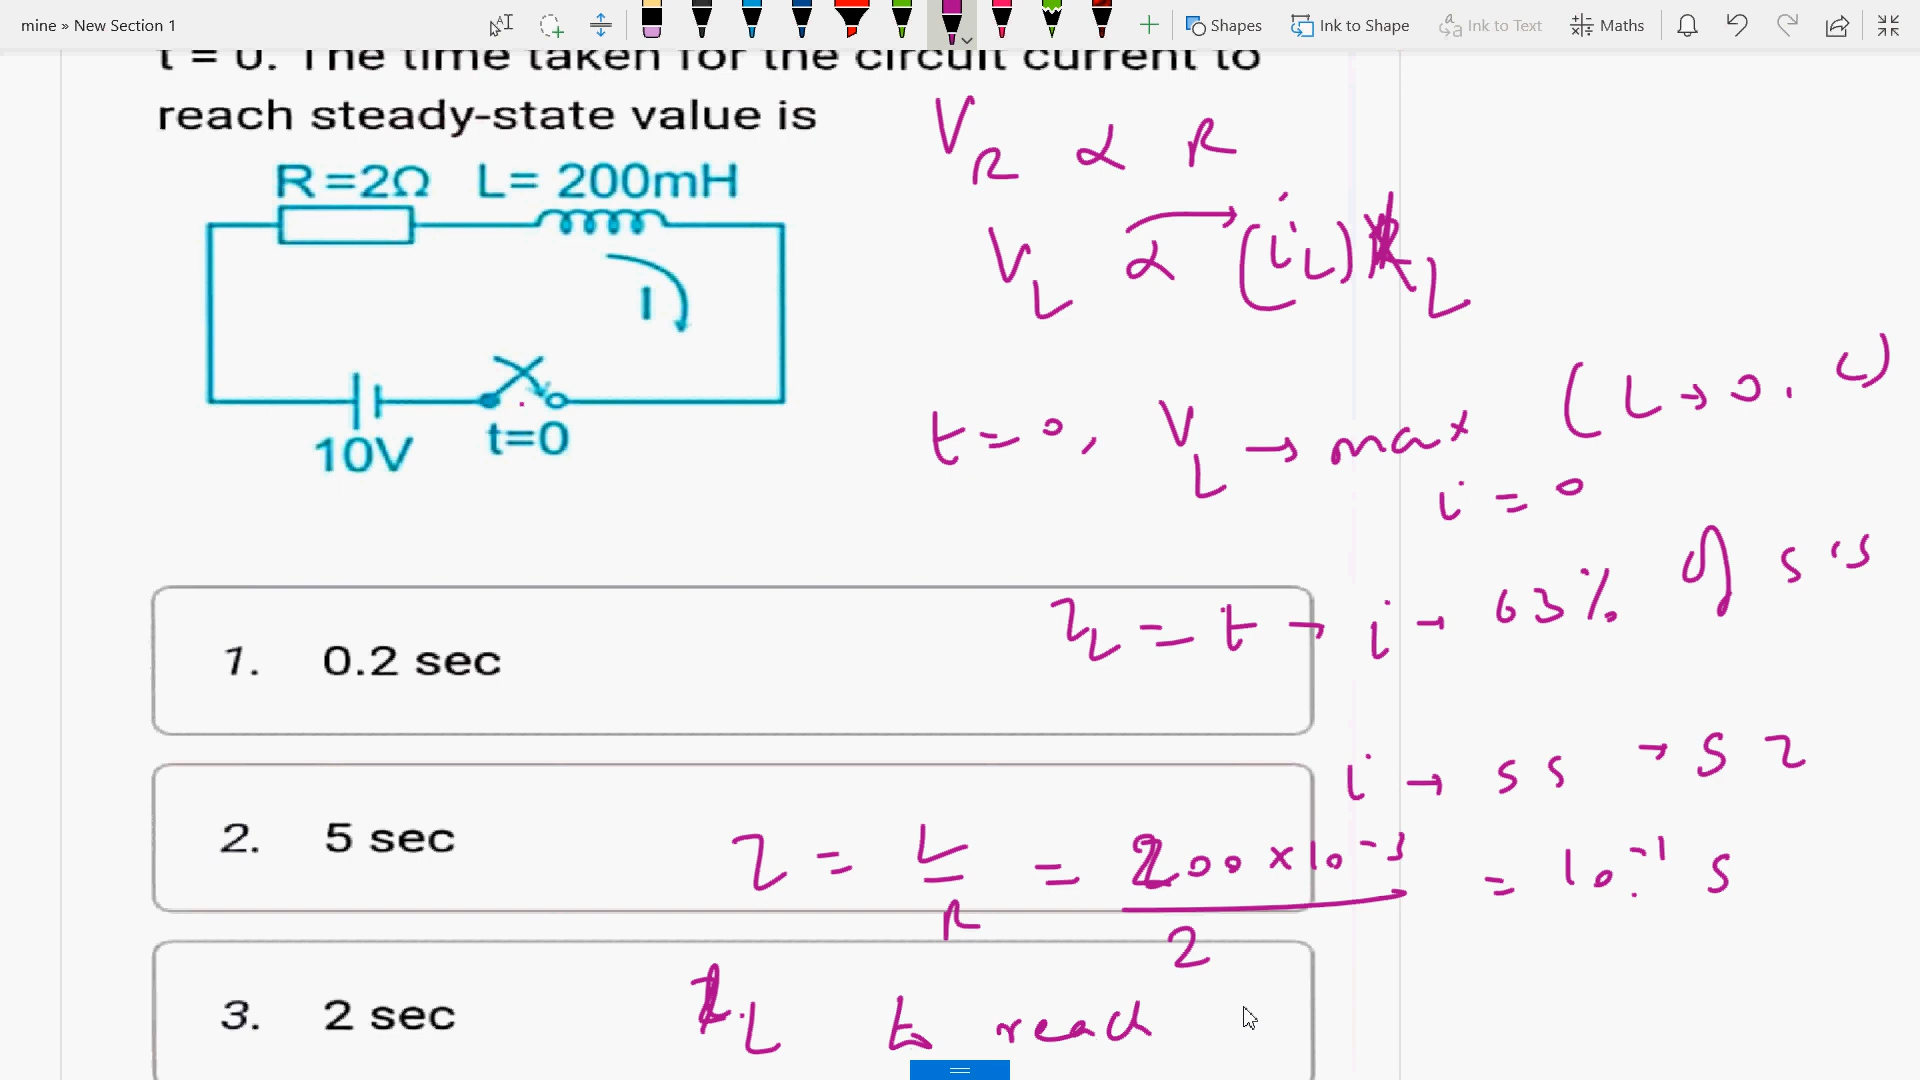 mine » New Section 1
Shapes
Ink to Shape
Ink to Text
Maths
t = 0. The time taken for the circuit current to
reach steady-state value is
R=2Ω L= 200mH
I
10V
t=0
V_R α R
V_L α (i_L) L
t=0, V_L → max (L→ O.C)
i = 0
τ_L = t → i → 63% of s.s
i → ss → 5τ
τ = L/R = 200×10⁻³/2 = 10⁻¹ s
i_L to reach
1. 0.2 sec
2. 5 sec
3. 2 sec